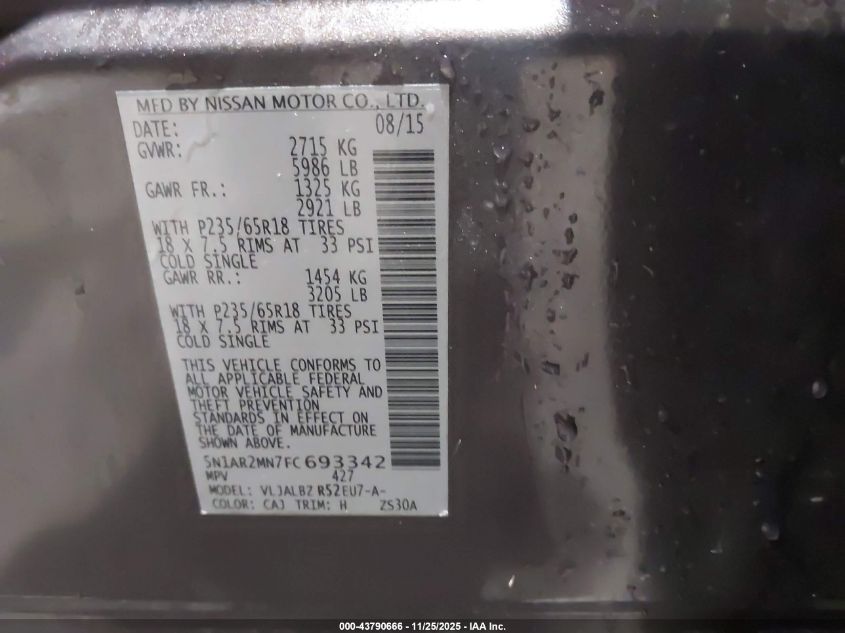 MFD BY NISSAN MOTOR CO., LTD.
DATE: 08/15
GVWR: 2715 KG
5986 LB
GAWR FR.: 1325 KG
2921 LB
WITH P235/65R18 TIRES
18 X 7.5 RIMS AT 33 PSI
COLD SINGLE
GAWR RR.: 1454 KG
3205 LB
WITH P235/65R18 TIRES
18 X 7.5 RIMS AT 33 PSI
COLD SINGLE
THIS VEHICLE CONFORMS TO
ALL APPLICABLE FEDERAL
MOTOR VEHICLE SAFETY AND
THEFT PREVENTION
STANDARDS IN EFFECT ON
THE DATE OF MANUFACTURE
SHOWN ABOVE.
5N1AR2MN7FC693342
MPV 427
MODEL: VLJALBZ R52EU7-A-
COLOR: CAJ TRIM: H ZS30A
000-43790666 - 11/25/2025 - IAA Inc.